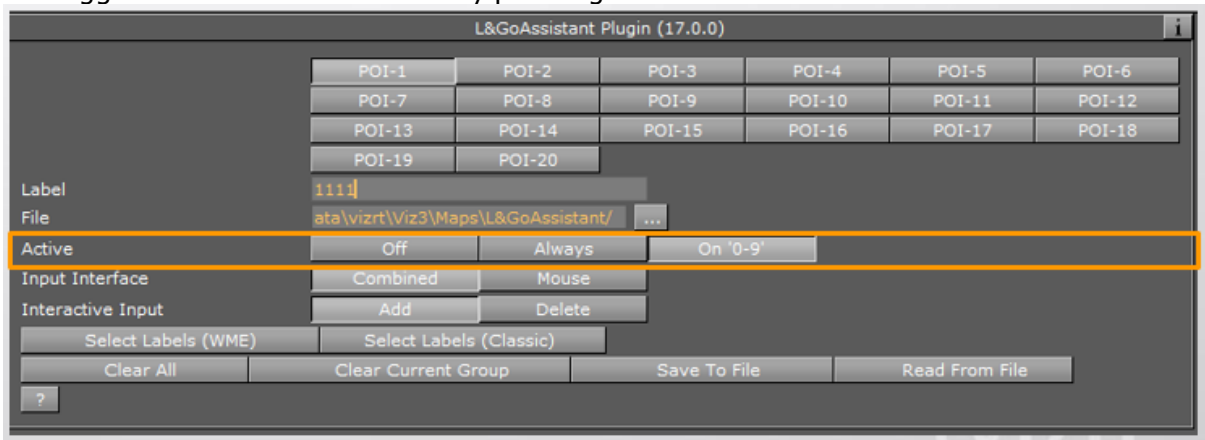 L&GoAssistant Plugin (17.0.0) i
POI-1 POI-2 POI-3 POI-4 POI-5 POI-6
POI-7 POI-8 POI-9 POI-10 POI-11 POI-12
POI-13 POI-14 POI-15 POI-16 POI-17 POI-18
POI-19 POI-20
Label 1111
File ata\vizrt\Viz3\Maps\L&GoAssistant/ ...
Active Off Always On '0-9'
Input Interface Combined Mouse
Interactive Input Add Delete
Select Labels (WME) Select Labels (Classic)
Clear All Clear Current Group Save To File Read From File
?